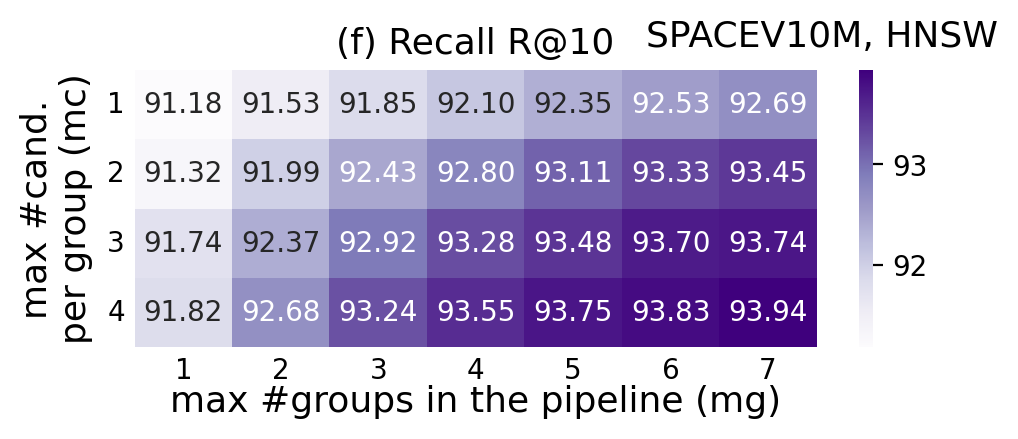 (f) Recall R@10 SPACEV10M, HNSW
max #cand.
per group (mc)
1 91.18 91.53 91.85 92.10 92.35 92.53 92.69
2 91.32 91.99 92.43 92.80 93.11 93.33 93.45
3 91.74 92.37 92.92 93.28 93.48 93.70 93.74
4 91.82 92.68 93.24 93.55 93.75 93.83 93.94
1 2 3 4 5 6 7
max #groups in the pipeline (mg)
93
92